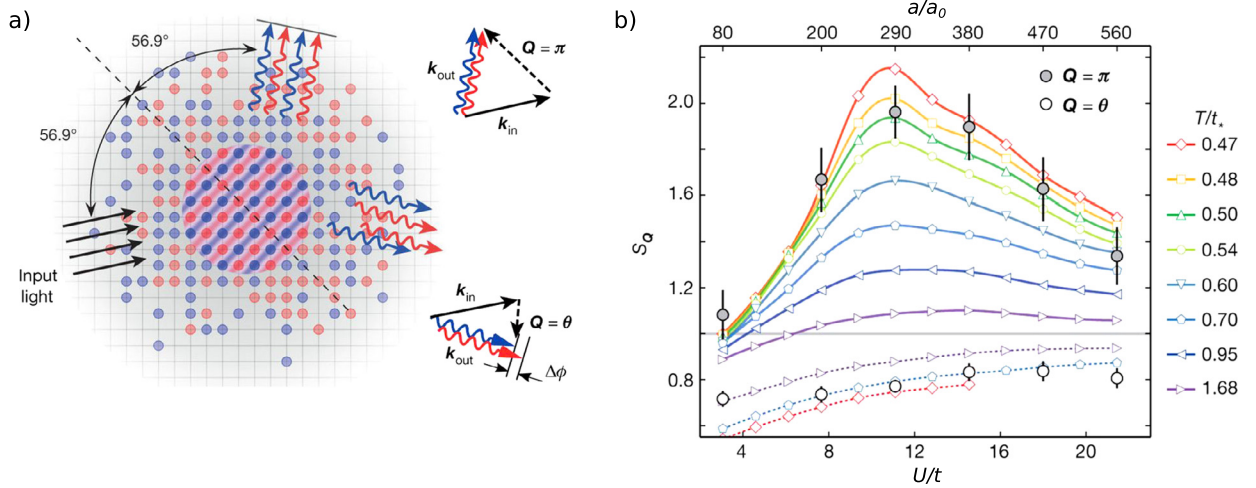 a)
56.9°
56.9°
Input
light
k_out
k_in
Q = π
k_in
k_out
Q = θ
Δϕ
b)
a/a₀
80 200 290 380 470 560
S_Q
2.0
1.6
1.2
0.8
4 8 12 16 20
U/t
Q = π
Q = θ
T/t⋆
0.47
0.48
0.50
0.54
0.60
0.70
0.95
1.68